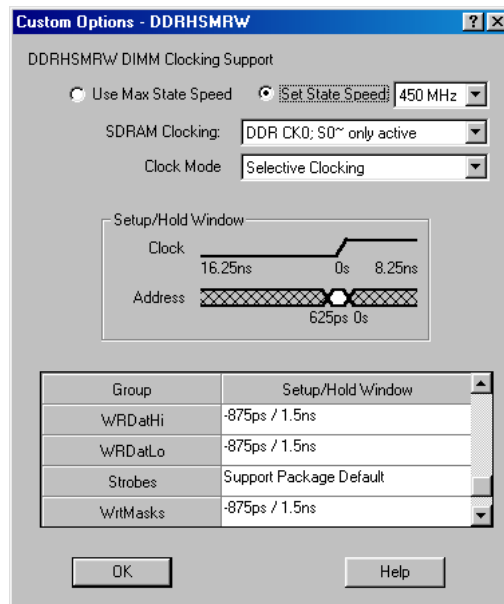 Custom Options - DDRHSMRW
DDRHSMRW DIMM Clocking Support
Use Max State Speed Set State Speed 450 MHz
SDRAM Clocking: DDR CK0; S0~ only active
Clock Mode Selective Clocking
Setup/Hold Window
Clock
16.25ns 0s 8.25ns
Address
625ps 0s
Group Setup/Hold Window
WRDatHi -875ps / 1.5ns
WRDatLo -875ps / 1.5ns
Strobes Support Package Default
WrtMasks -875ps / 1.5ns
OK Help